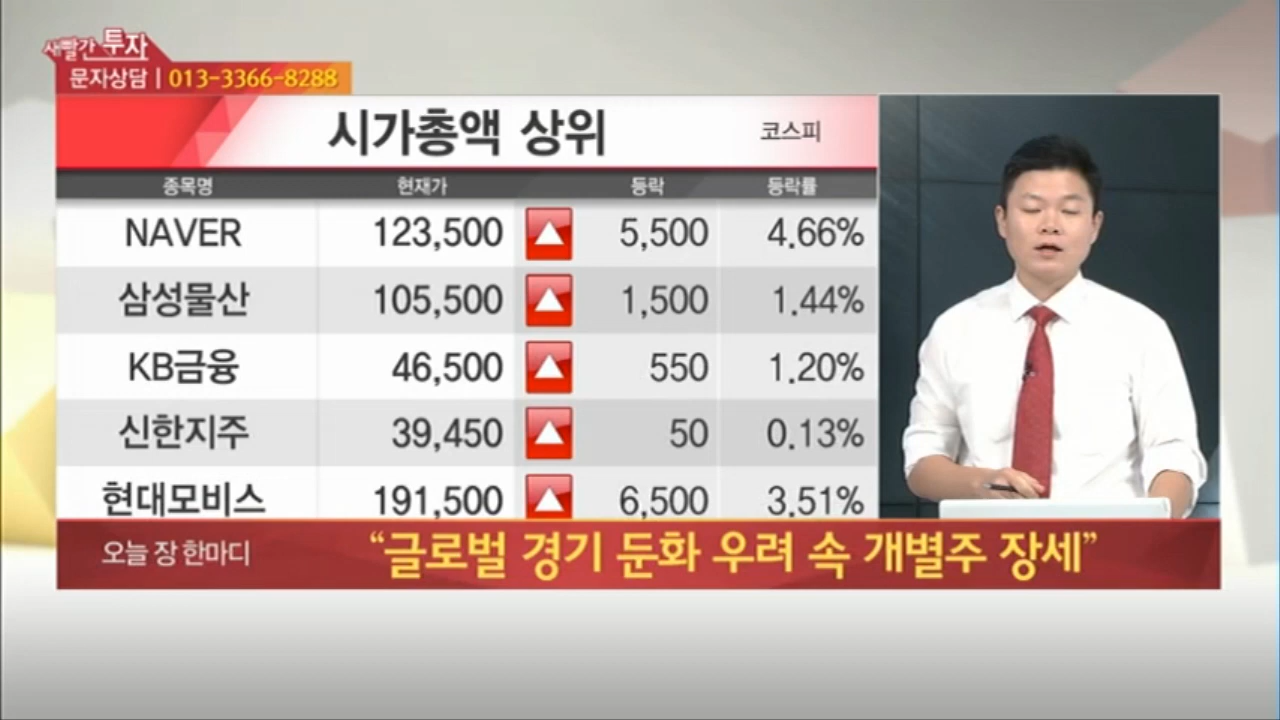 새빨간 투자
문자상담 | 013-3366-8288
시가총액 상위 코스피
종목명 현재가 등락 등락률
NAVER 123,500 ▲ 5,500 4.66%
삼성물산 105,500 ▲ 1,500 1.44%
KB금융 46,500 ▲ 550 1.20%
신한지주 39,450 ▲ 50 0.13%
현대모비스 191,500 ▲ 6,500 3.51%
오늘 장 한마디 “글로벌 경기 둔화 우려 속 개별주 장세”